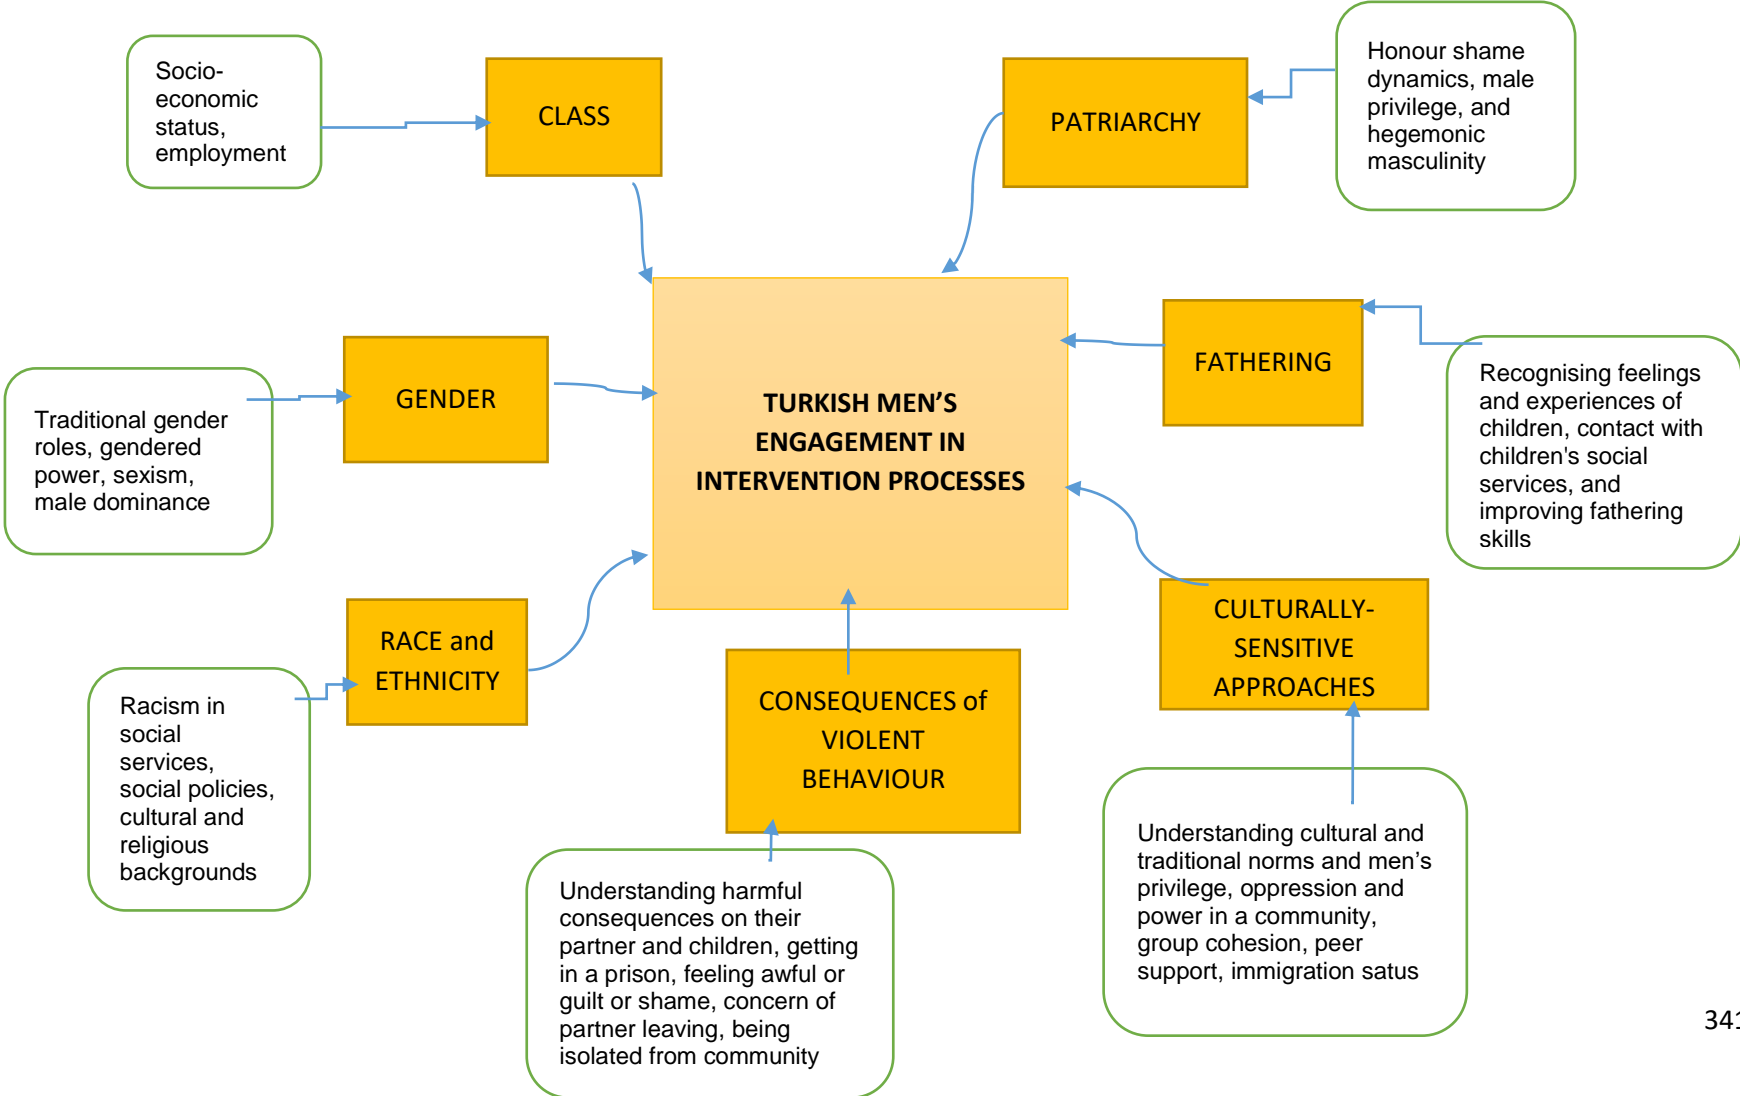 Socio-
economic
status,
employment
CLASS
PATRIARCHY
Honour shame
dynamics, male
privilege, and
hegemonic
masculinity
Traditional gender
roles, gendered
power, sexism,
male dominance
GENDER
TURKISH MEN’S
ENGAGEMENT IN
INTERVENTION PROCESSES
FATHERING
Recognising feelings
and experiences of
children, contact with
children's social
services, and
improving fathering
skills
Racism in
social
services,
social policies,
cultural and
religious
backgrounds
RACE and
ETHNICITY
CONSEQUENCES of
VIOLENT
BEHAVIOUR
CULTURALLY-
SENSITIVE
APPROACHES
Understanding harmful
consequences on their
partner and children, getting
in a prison, feeling awful or
guilt or shame, concern of
partner leaving, being
isolated from community
Understanding cultural and
traditional norms and men’s
privilege, oppression and
power in a community,
group cohesion, peer
support, immigration satus
341